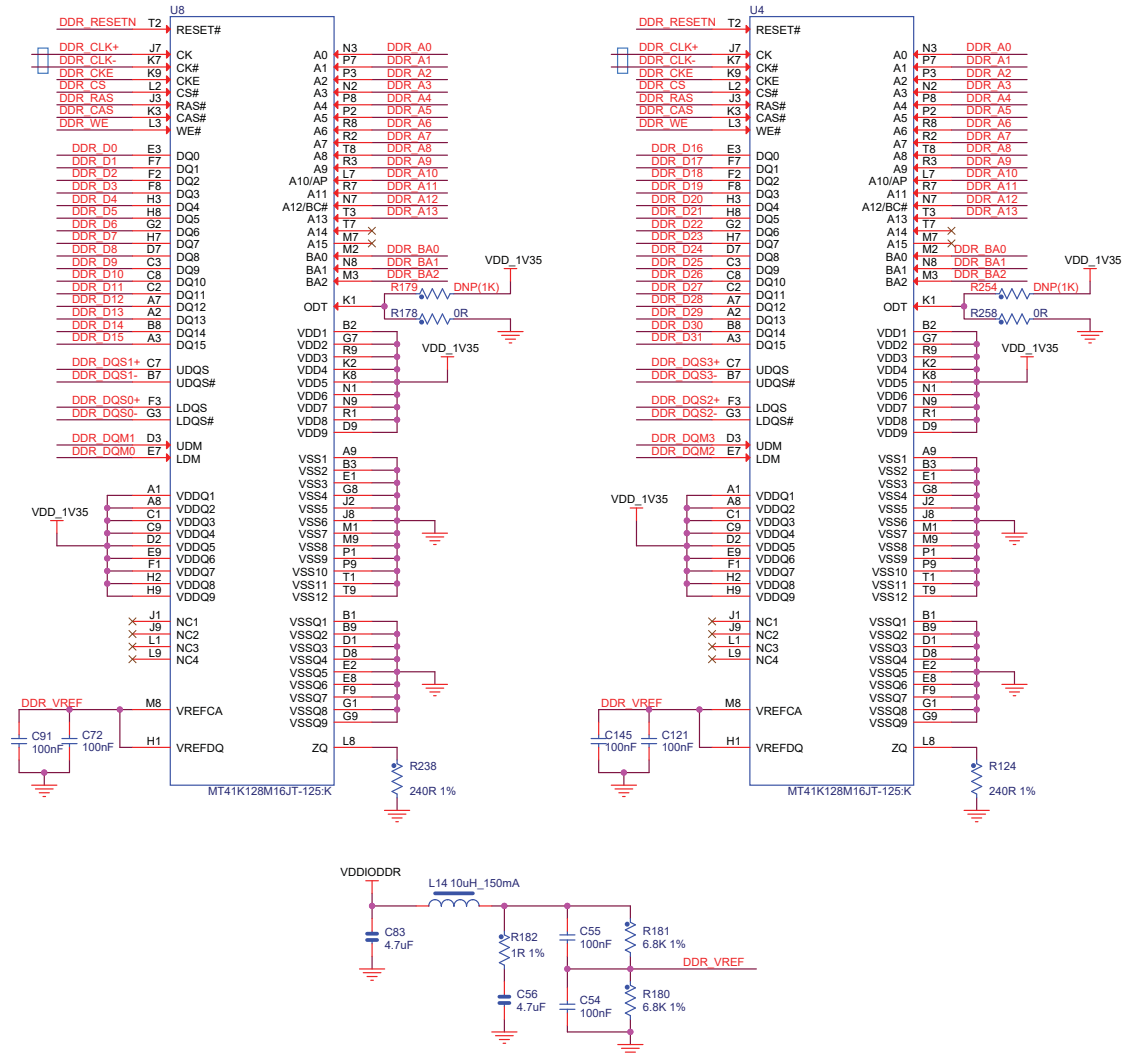 U8
DDR_RESETN T2 RESET#
DDR_CLK+ J7 CK
DDR_CLK- K7 CK#
DDR_CKE K9 CKE
DDR_CS L2 CS#
DDR_RAS J3 RAS#
DDR_CAS K3 CAS#
DDR_WE L3 WE#
DDR_D0 E3 DQ0
DDR_D1 F7 DQ1
DDR_D2 F2 DQ2
DDR_D3 F8 DQ3
DDR_D4 H3 DQ4
DDR_D5 H8 DQ5
DDR_D6 G2 DQ6
DDR_D7 H7 DQ7
DDR_D8 D7 DQ8
DDR_D9 C3 DQ9
DDR_D10 C8 DQ10
DDR_D11 C2 DQ11
DDR_D12 A7 DQ12
DDR_D13 A2 DQ13
DDR_D14 B8 DQ14
DDR_D15 A3 DQ15
DDR_DQS1+ C7 UDQS
DDR_DQS1- B7 UDQS#
DDR_DQS0+ F3 LDQS
DDR_DQS0- G3 LDQS#
DDR_DQM1 D3 UDM
DDR_DQM0 E7 LDM
VDD_1V35
A1 VDDQ1
A8 VDDQ2
C1 VDDQ3
C9 VDDQ4
D2 VDDQ5
E9 VDDQ6
F1 VDDQ7
H2 VDDQ8
H9 VDDQ9
J1 NC1
J9 NC2
L1 NC3
L9 NC4
DDR_VREF M8 VREFCA
C91 100nF
C72 100nF
H1 VREFDQ
A0 N3 DDR_A0
A1 P7 DDR_A1
A2 P3 DDR_A2
A3 N2 DDR_A3
A4 P8 DDR_A4
A5 P2 DDR_A5
A6 R8 DDR_A6
A7 R2 DDR_A7
A8 T8 DDR_A8
A9 R3 DDR_A9
A10/AP L7 DDR_A10
A11 R7 DDR_A11
A12/BC# N7 DDR_A12
A13 T3 DDR_A13
A14 T7
A15 M7
BA0 M2 DDR_BA0
BA1 N8 DDR_BA1
BA2 M3 DDR_BA2
VDD_1V35
R179 DNP(1K)
ODT K1
R178 0R
VDD1 B2
VDD2 G7
VDD3 R9
VDD4 K2
VDD5 K8
VDD6 N1
VDD7 N9
VDD8 R1
VDD9 D9
VDD_1V35
VSS1 A9
VSS2 B3
VSS3 E1
VSS4 G8
VSS5 J2
VSS6 J8
VSS7 M1
VSS8 M9
VSS9 P1
VSS10 P9
VSS11 T1
VSS12 T9
VSSQ1 B1
VSSQ2 B9
VSSQ3 D1
VSSQ4 D8
VSSQ5 E2
VSSQ6 E8
VSSQ7 F9
VSSQ8 G1
VSSQ9 G9
ZQ L8
R238
240R 1%
MT41K128M16JT-125:K
U4
DDR_RESETN T2 RESET#
DDR_CLK+ J7 CK
DDR_CLK- K7 CK#
DDR_CKE K9 CKE
DDR_CS L2 CS#
DDR_RAS J3 RAS#
DDR_CAS K3 CAS#
DDR_WE L3 WE#
DDR_D16 E3 DQ0
DDR_D17 F7 DQ1
DDR_D18 F2 DQ2
DDR_D19 F8 DQ3
DDR_D20 H3 DQ4
DDR_D21 H8 DQ5
DDR_D22 G2 DQ6
DDR_D23 H7 DQ7
DDR_D24 D7 DQ8
DDR_D25 C3 DQ9
DDR_D26 C8 DQ10
DDR_D27 C2 DQ11
DDR_D28 A7 DQ12
DDR_D29 A2 DQ13
DDR_D30 B8 DQ14
DDR_D31 A3 DQ15
DDR_DQS3+ C7 UDQS
DDR_DQS3- B7 UDQS#
DDR_DQS2+ F3 LDQS
DDR_DQS2- G3 LDQS#
DDR_DQM3 D3 UDM
DDR_DQM2 E7 LDM
VDD_1V35
A1 VDDQ1
A8 VDDQ2
C1 VDDQ3
C9 VDDQ4
D2 VDDQ5
E9 VDDQ6
F1 VDDQ7
H2 VDDQ8
H9 VDDQ9
J1 NC1
J9 NC2
L1 NC3
L9 NC4
DDR_VREF M8 VREFCA
C145 100nF
C121 100nF
H1 VREFDQ
A0 N3 DDR_A0
A1 P7 DDR_A1
A2 P3 DDR_A2
A3 N2 DDR_A3
A4 P8 DDR_A4
A5 P2 DDR_A5
A6 R8 DDR_A6
A7 R2 DDR_A7
A8 T8 DDR_A8
A9 R3 DDR_A9
A10/AP L7 DDR_A10
A11 R7 DDR_A11
A12/BC# N7 DDR_A12
A13 T3 DDR_A13
A14 T7
A15 M7
BA0 M2 DDR_BA0
BA1 N8 DDR_BA1
BA2 M3 DDR_BA2
VDD_1V35
R254 DNP(1K)
ODT K1
R258 0R
VDD1 B2
VDD2 G7
VDD3 R9
VDD4 K2
VDD5 K8
VDD6 N1
VDD7 N9
VDD8 R1
VDD9 D9
VDD_1V35
VSS1 A9
VSS2 B3
VSS3 E1
VSS4 G8
VSS5 J2
VSS6 J8
VSS7 M1
VSS8 M9
VSS9 P1
VSS10 P9
VSS11 T1
VSS12 T9
VSSQ1 B1
VSSQ2 B9
VSSQ3 D1
VSSQ4 D8
VSSQ5 E2
VSSQ6 E8
VSSQ7 F9
VSSQ8 G1
VSSQ9 G9
ZQ L8
R124
240R 1%
MT41K128M16JT-125:K
VDDIODDR
L14 10uH_150mA
C83
4.7uF
R182
1R 1%
C56
4.7uF
C55
100nF
R181
6.8K 1%
DDR_VREF
C54
100nF
R180
6.8K 1%